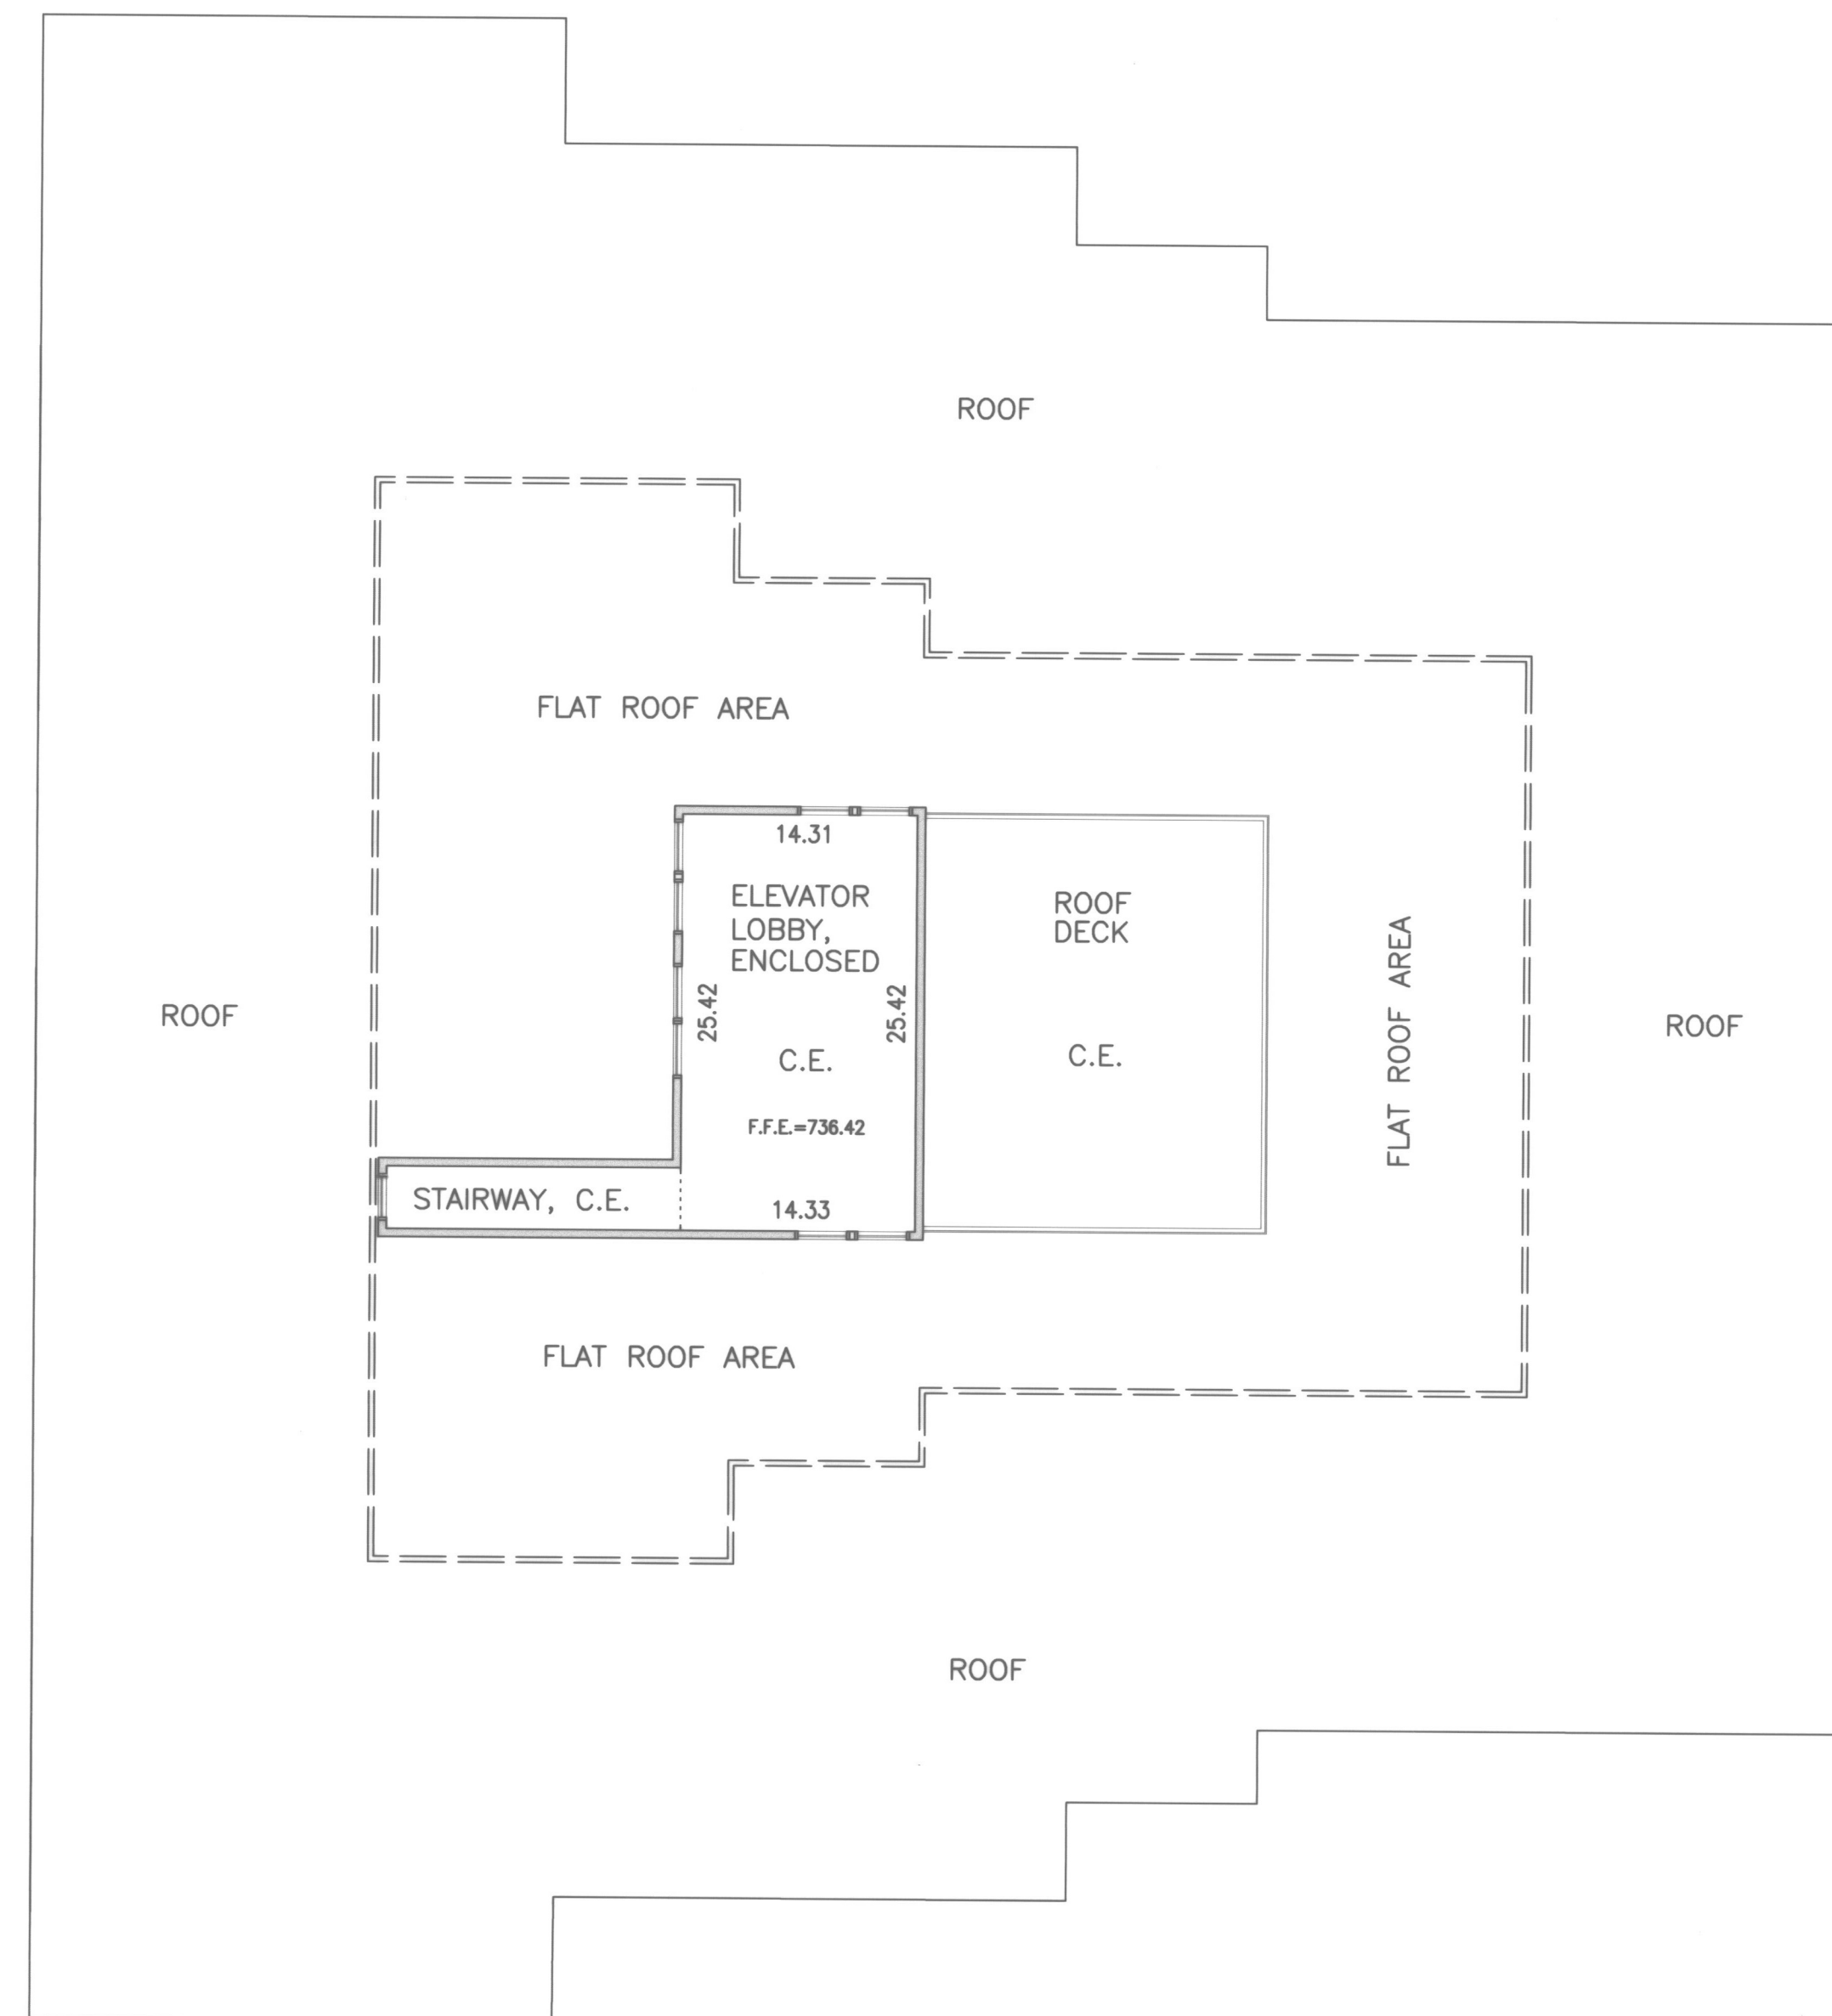 ROOF
FLAT ROOF AREA
14.31
ELEVATOR
LOBBY,
ENCLOSED
25.42
25.42
C.E.
F.F.E.=736.42
14.33
STAIRWAY, C.E.
ROOF
DECK
C.E.
FLAT ROOF AREA
ROOF
ROOF
FLAT ROOF AREA
ROOF